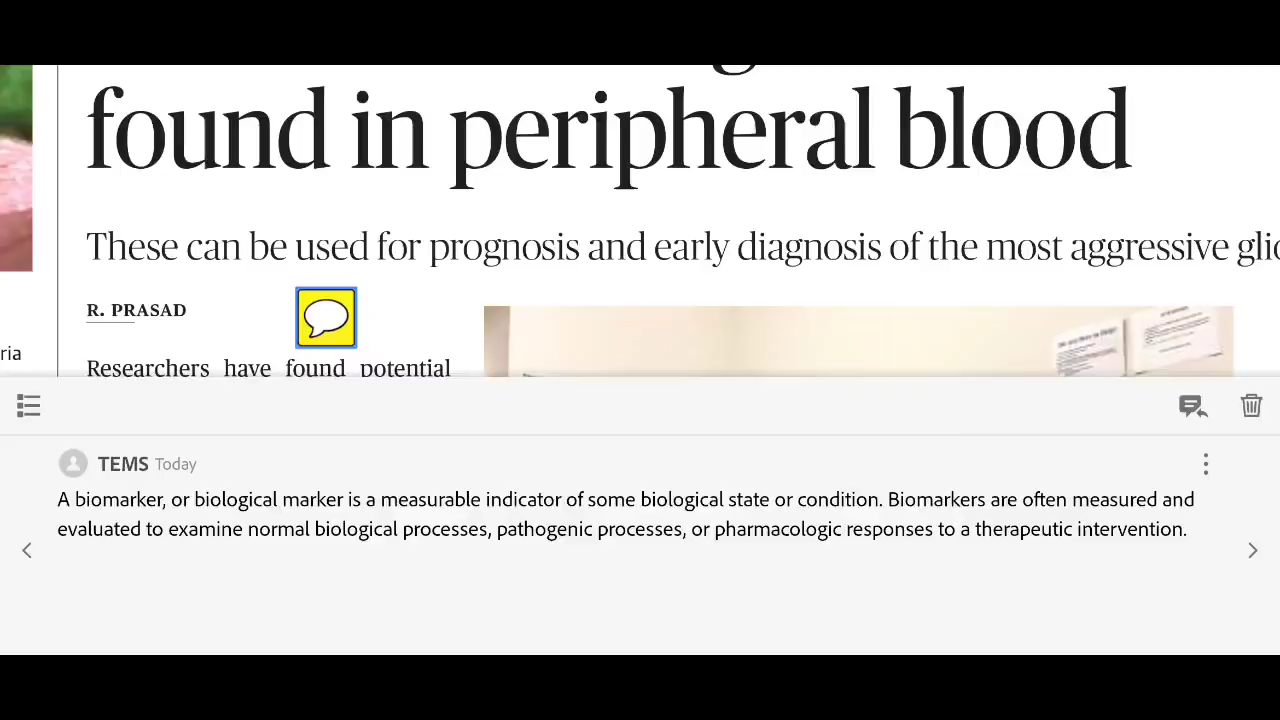 found in peripheral blood
These can be used for prognosis and early diagnosis of the most aggressive
R. PRASAD
ria
Researchers have found potential
TEMS Today
A biomarker, or biological marker is a measurable indicator of some biological state or condition. Biomarkers are often measured and
evaluated to examine normal biological processes, pathogenic processes, or pharmacologic responses to a therapeutic intervention.